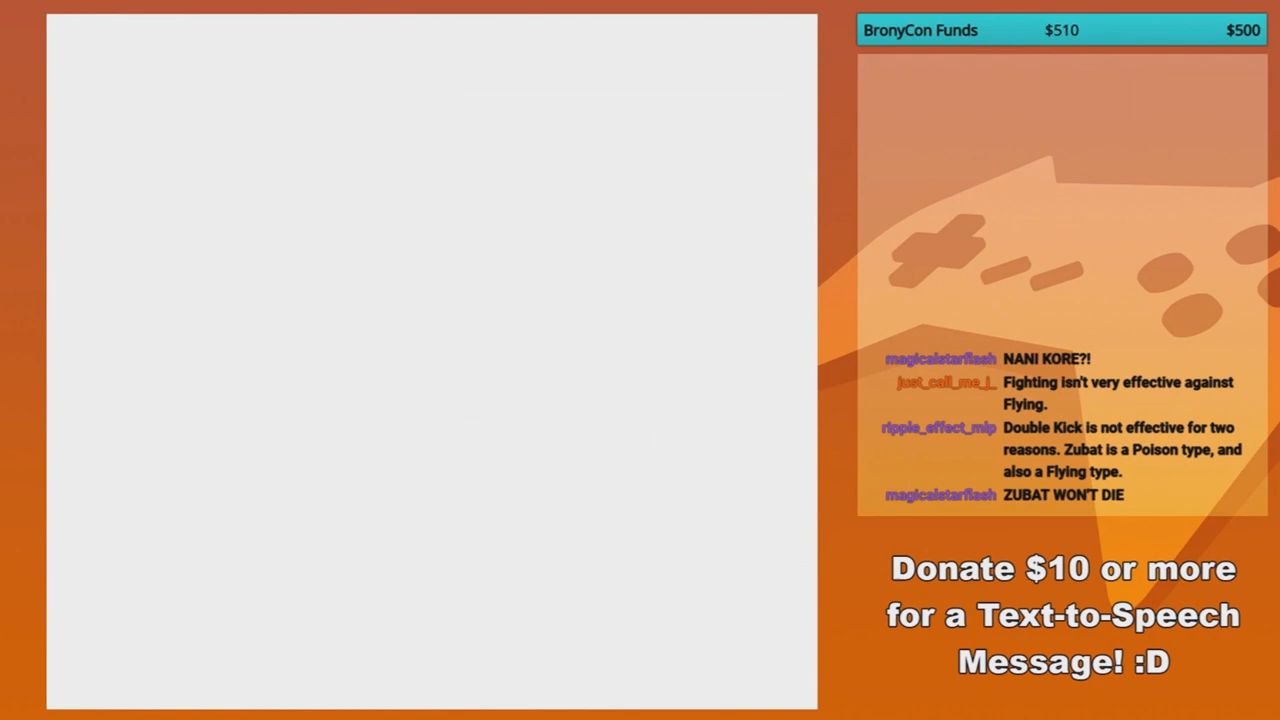 BronyCon Funds $510 $500
magicalstarflash NANI KORE?!
just_call_me_j_ Fighting isn't very effective against
Flying.
ripple_effect_mlp Double Kick is not effective for two
reasons. Zubat is a Poison type, and
also a Flying type.
magicalstarflash ZUBAT WON'T DIE
Donate $10 or more
for a Text-to-Speech
Message! :D